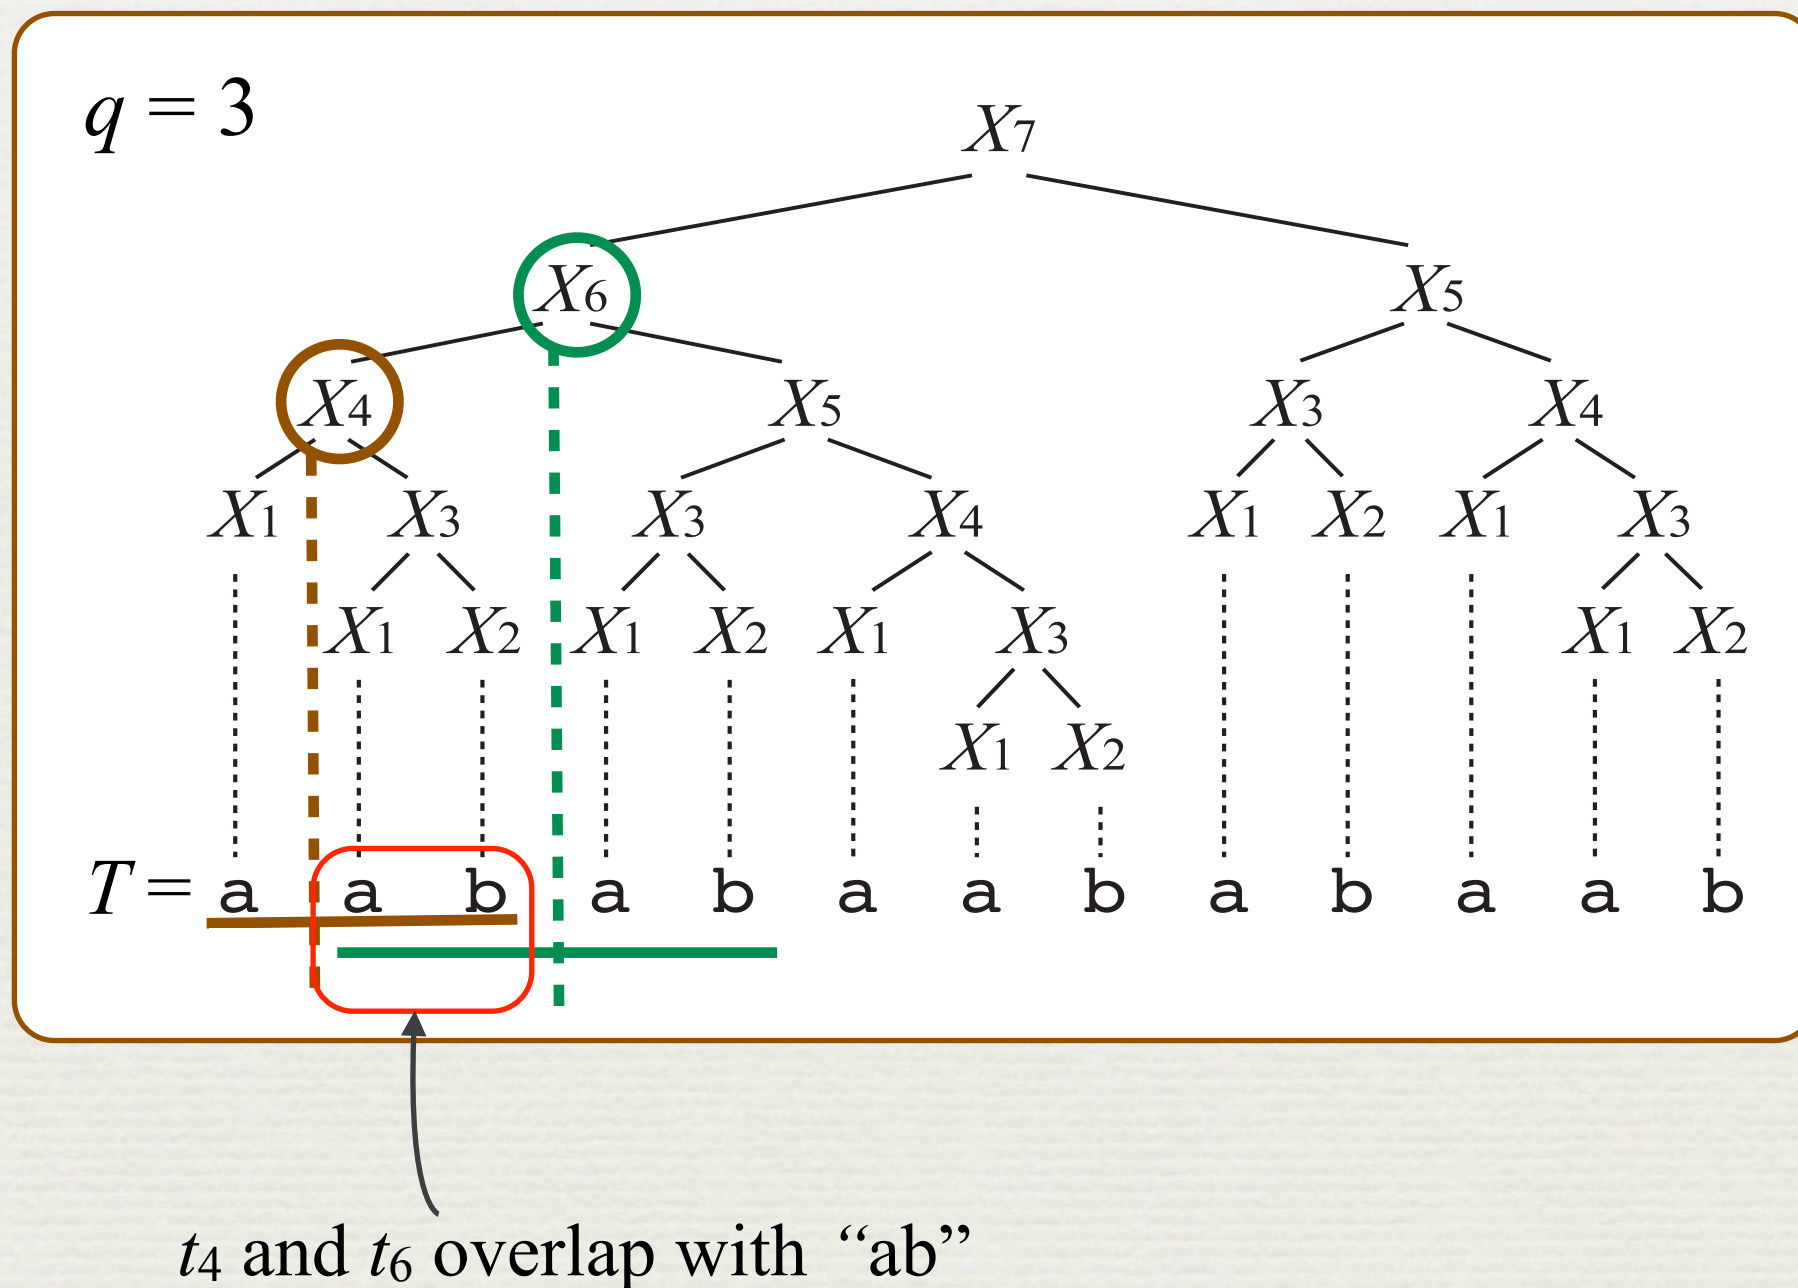 q = 3
X7
X6 X5
X4 X5 X3 X4
X1 X3 X3 X4 X1 X2 X1 X3
X1 X2 X1 X2 X1 X3 X1 X2
X1 X2
T = a a b a b a a b a b a a b
t4 and t6 overlap with “ab”